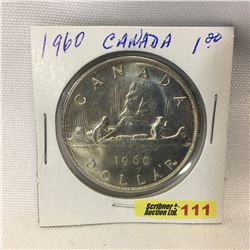 1960 CANADA 1.00
CANADA
1960
DOLLAR
Scribner
Auction Ltd. 111